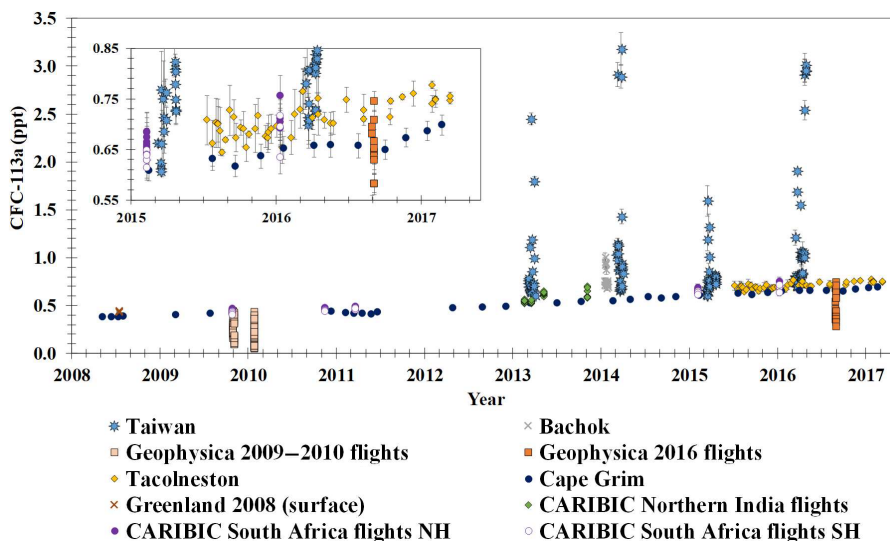 3.5
3.0
2.5
2.0
1.5
1.0
0.5
0.0
CFC-113a (ppt)
0.85
0.75
0.65
0.55
2015 2016 2017
2008 2009 2010 2011 2012 2013 2014 2015 2016 2017
Year
Taiwan Bachok
Geophysica 2009–2010 flights Geophysica 2016 flights
Tacolneston Cape Grim
Greenland 2008 (surface) CARIBIC Northern India flights
CARIBIC South Africa flights NH CARIBIC South Africa flights SH